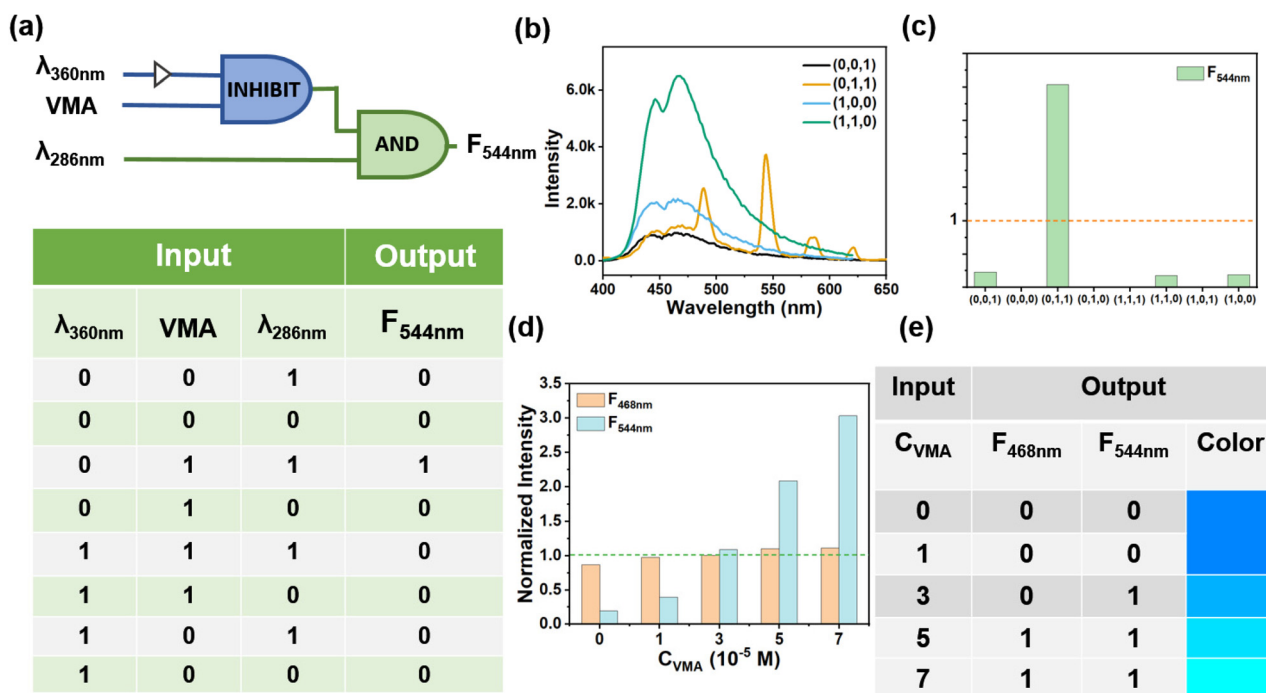 (a)
λ360nm
VMA
λ286nm
INHIBIT
AND
F544nm
Input Output
λ360nm VMA λ286nm F544nm
0 0 1 0
0 0 0 0
0 1 1 1
0 1 0 0
1 1 1 0
1 1 0 0
1 0 1 0
1 0 0 0
(b)
Intensity
6.0k
4.0k
2.0k
0.0
400 450 500 550 600 650
Wavelength (nm)
(0,0,1)
(0,1,1)
(1,0,0)
(1,1,0)
(c)
F544nm
1
(0,0,1) (0,0,0) (0,1,1) (0,1,0) (1,1,1) (1,1,0) (1,0,1) (1,0,0)
(d)
Normalized Intensity
3.5
3.0
2.5
2.0
1.5
1.0
0.5
0.0
F468nm
F544nm
0 1 3 5 7
CVMA (10-5 M)
(e)
Input Output
CVMA F468nm F544nm Color
0 0 0
1 0 0
3 0 1
5 1 1
7 1 1